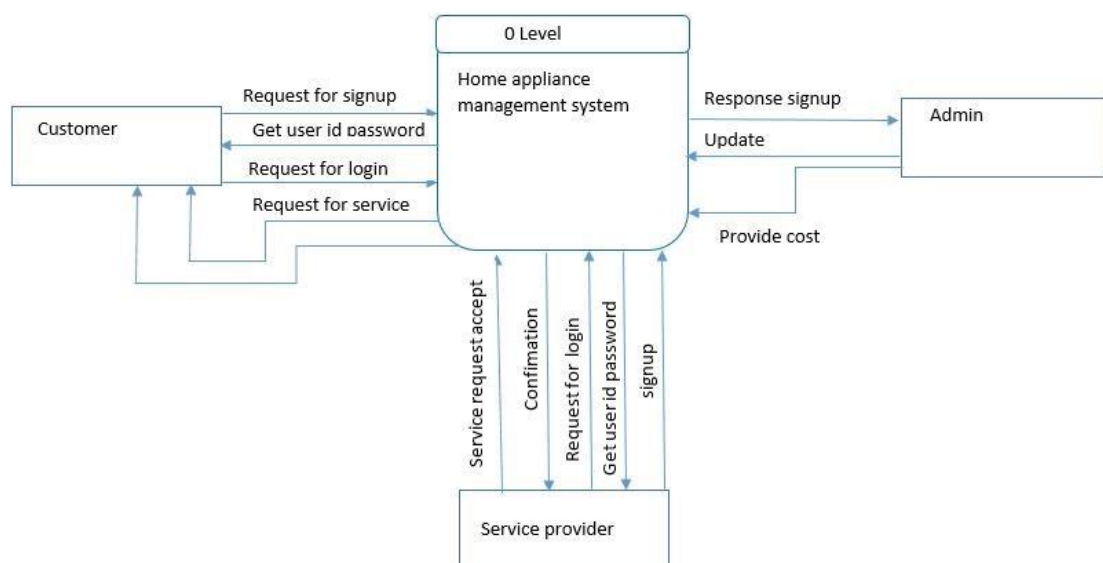 0 Level
Home appliance
management system
Customer
Request for signup
Get user id password
Request for login
Request for service
Response signup
Update
Provide cost
Admin
Service request accept
Confimation
Request for login
Get user id password
signup
Service provider